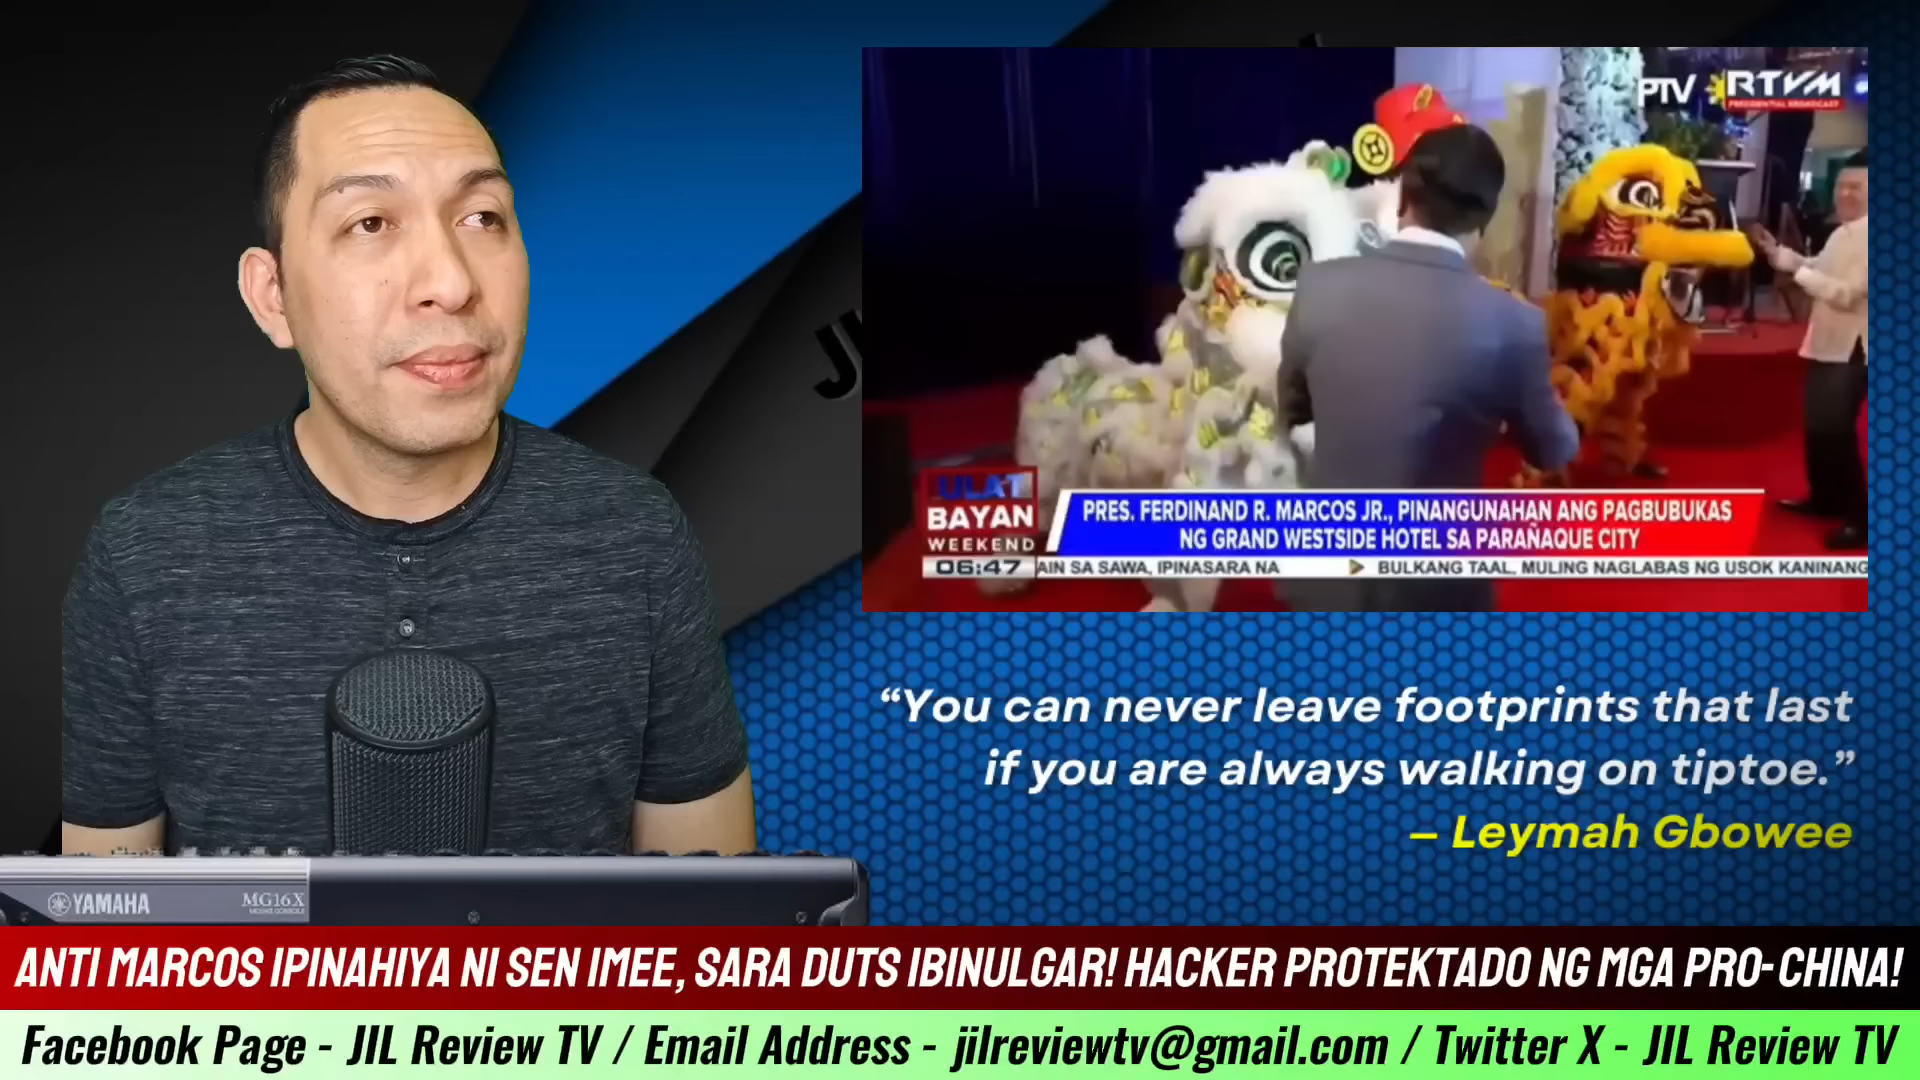 PTV RTVM
PRESIDENTIAL BROADCAST
ULAT
BAYAN
WEEKEND
06:47
PRES. FERDINAND R. MARCOS JR., PINANGUNAHAN ANG PAGBUBUKAS
NG GRAND WESTSIDE HOTEL SA PARAÑAQUE CITY
AIN SA SAWA, IPINASARA NA BULKANG TAAL, MULING NAGLABAS NG USOK KANINANG
“You can never leave footprints that last
if you are always walking on tiptoe.”
– Leymah Gbowee
YAMAHA
MG16X
MIXING CONSOLE
ANTI MARCOS IPINAHIYA NI SEN IMEE, SARA DUTS IBINULGAR! HACKER PROTEKTADO NG MGA PRO-CHINA!
Facebook Page - JIL Review TV / Email Address - jilreviewtv@gmail.com / Twitter X - JIL Review TV